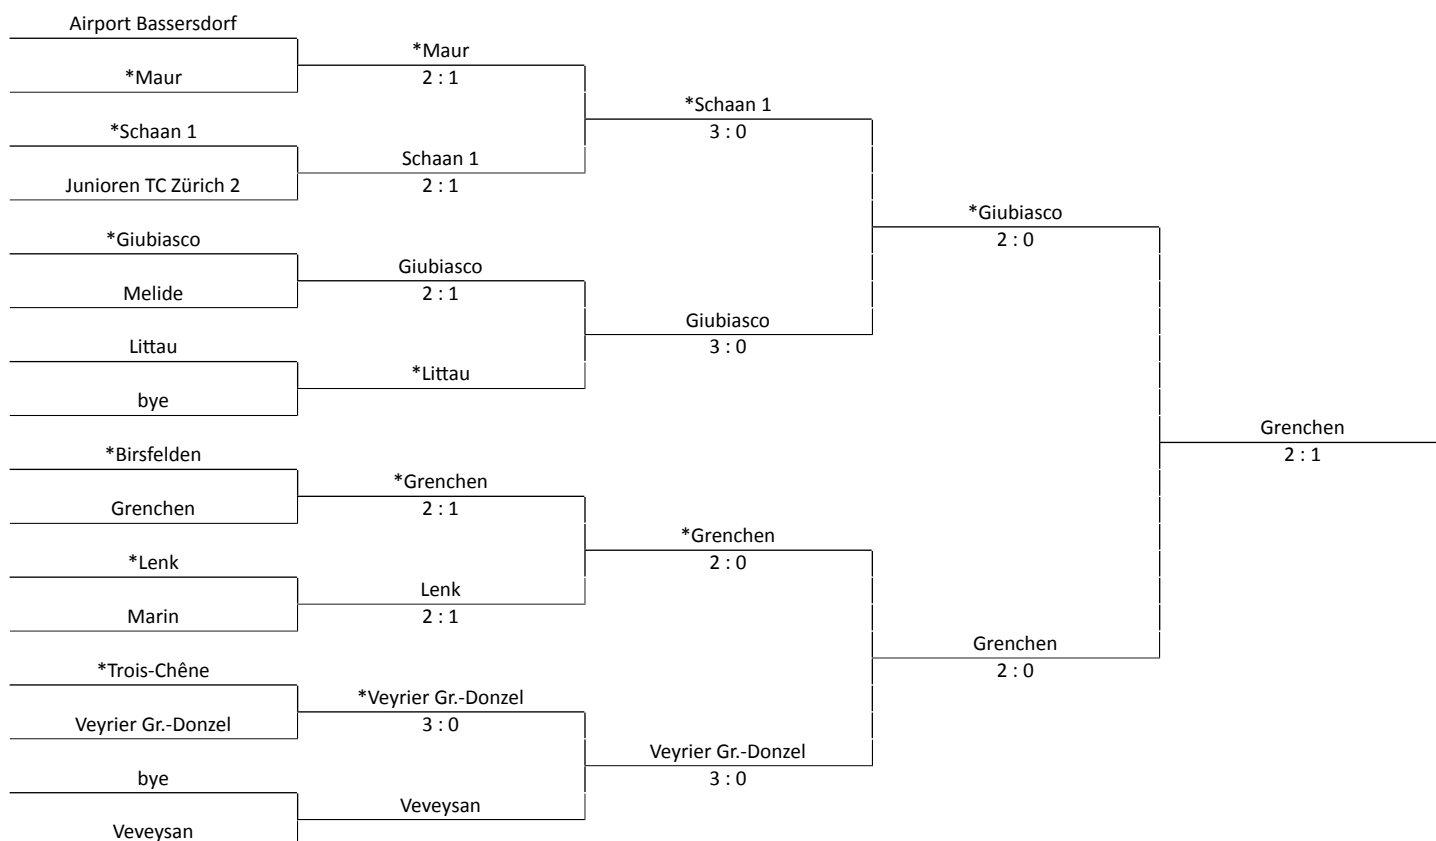 Airport Bassersdorf
*Maur
*Maur
2 : 1
*Schaan 1
3 : 0
*Schaan 1
Schaan 1
Junioren TC Zürich 2
2 : 1
*Giubiasco
2 : 0
*Giubiasco
Giubiasco
Melide
2 : 1
Giubiasco
3 : 0
Littau
*Littau
bye
Grenchen
2 : 1
*Birsfelden
*Grenchen
Grenchen
2 : 1
*Grenchen
2 : 0
*Lenk
Lenk
Marin
2 : 1
Grenchen
2 : 0
*Trois-Chêne
*Veyrier Gr.-Donzel
Veyrier Gr.-Donzel
3 : 0
Veyrier Gr.-Donzel
3 : 0
bye
Veveysan
Veveysan